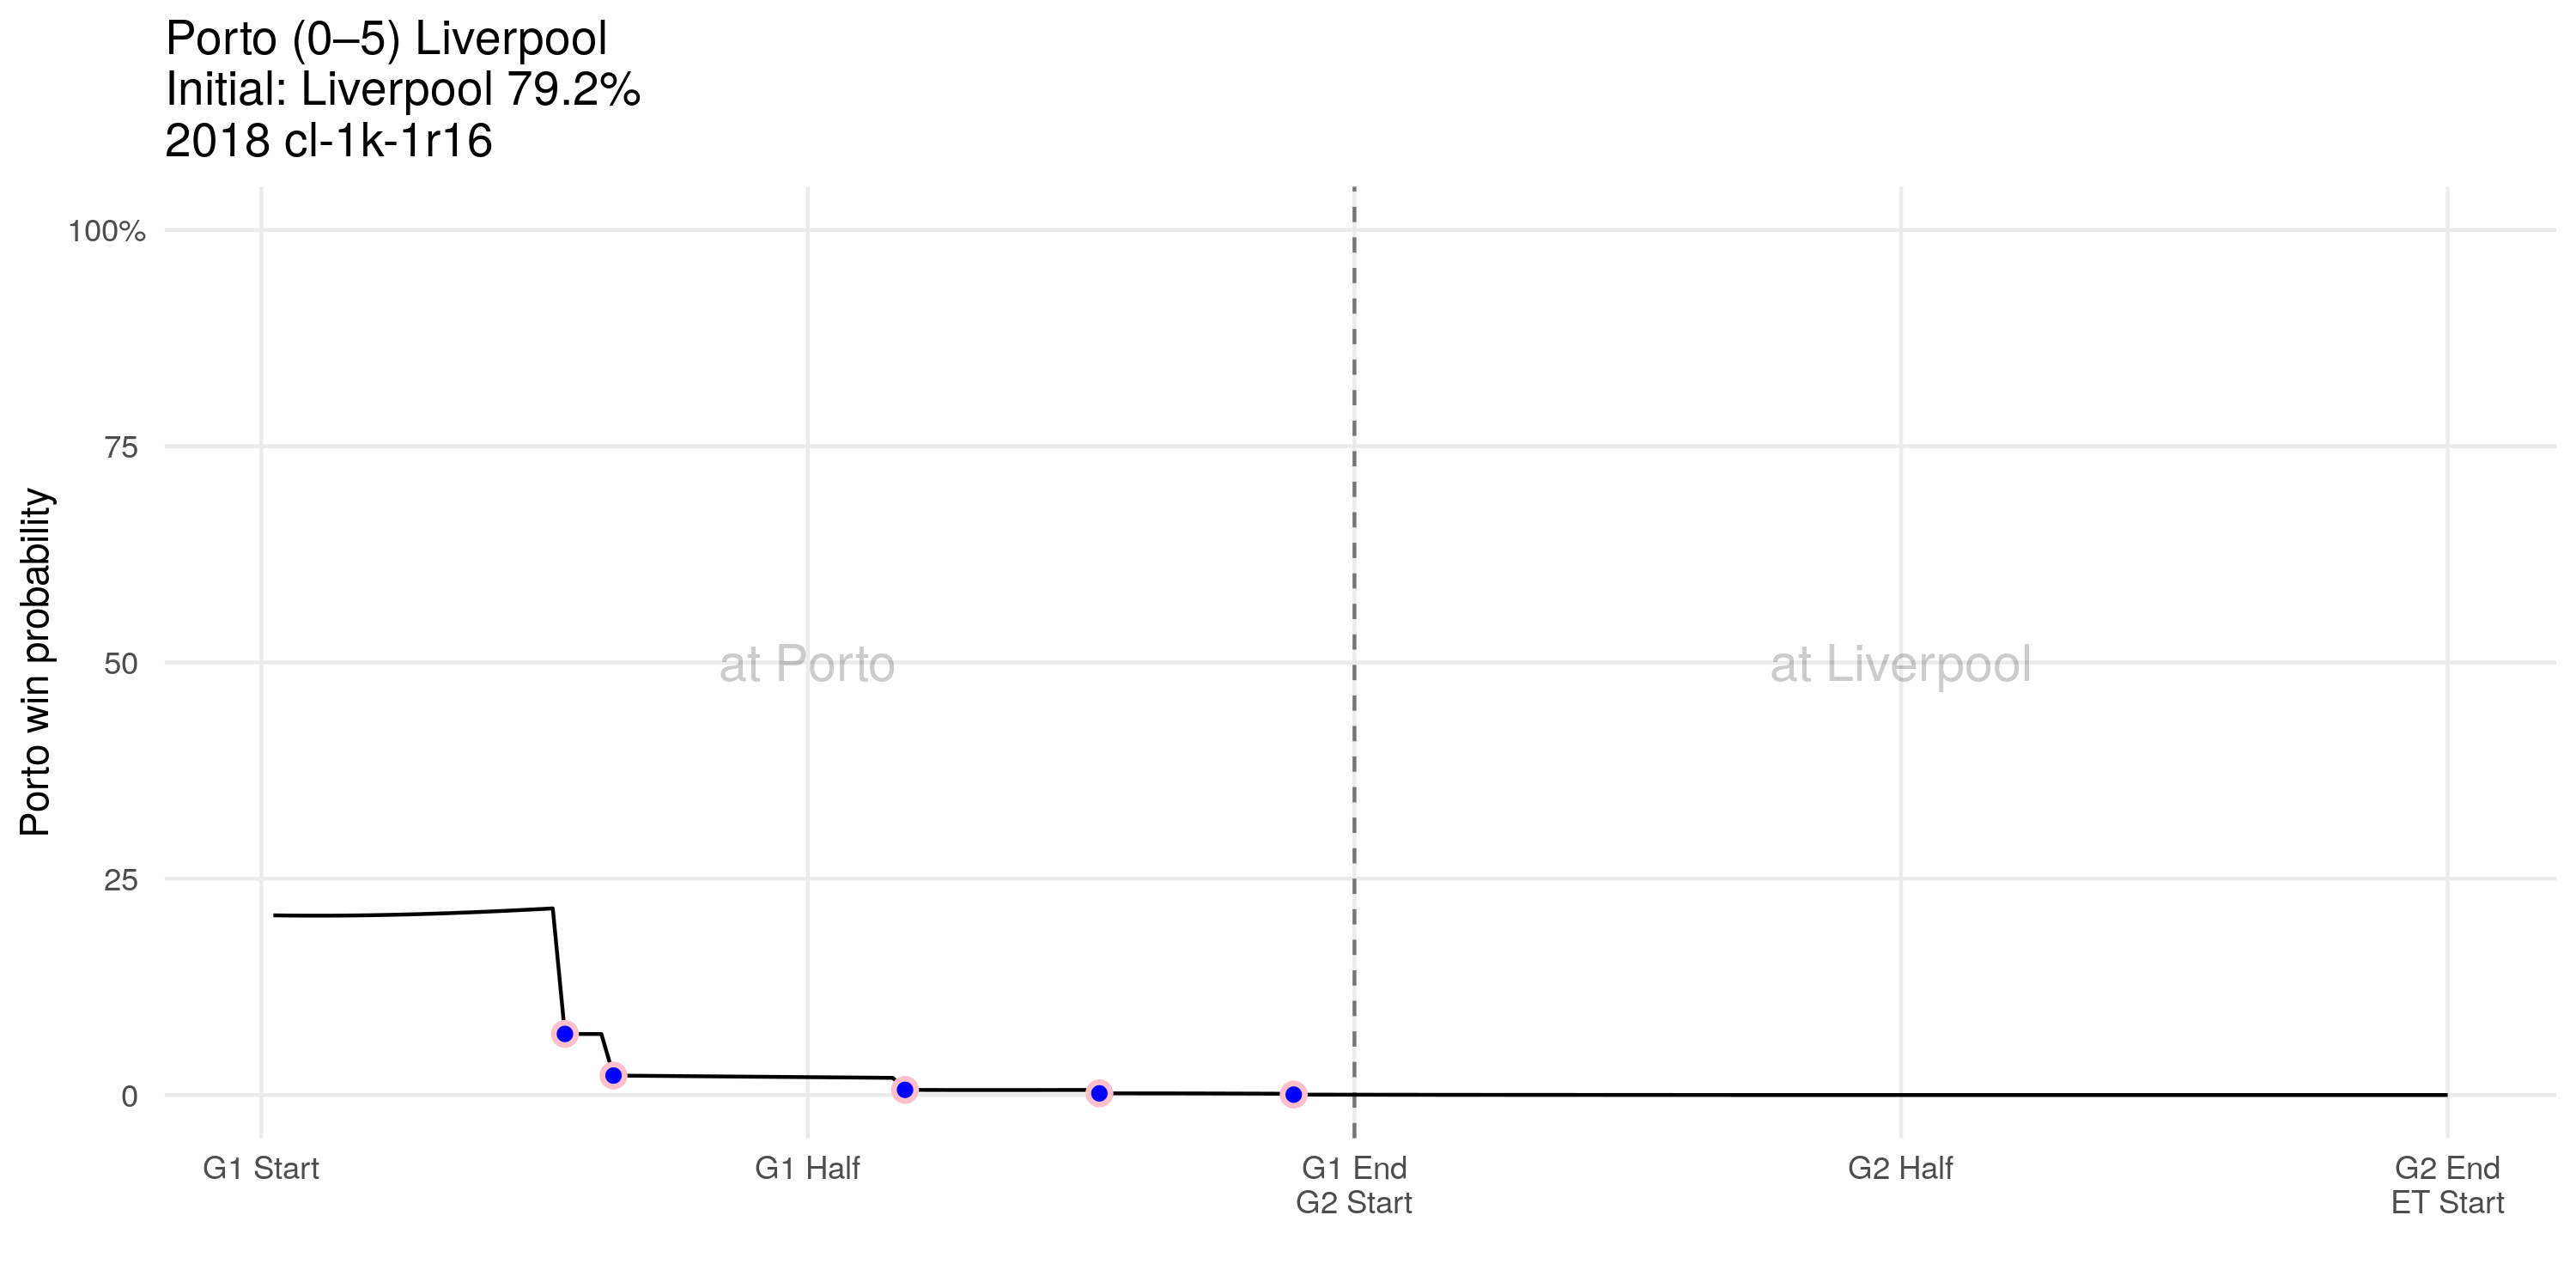 Porto (0–5) Liverpool
Initial: Liverpool 79.2%
2018 cl-1k-1r16
Porto win probability
100%
75
50
25
0
at Porto
at Liverpool
G1 Start
G1 Half
G1 End
G2 Start
G2 Half
G2 End
ET Start